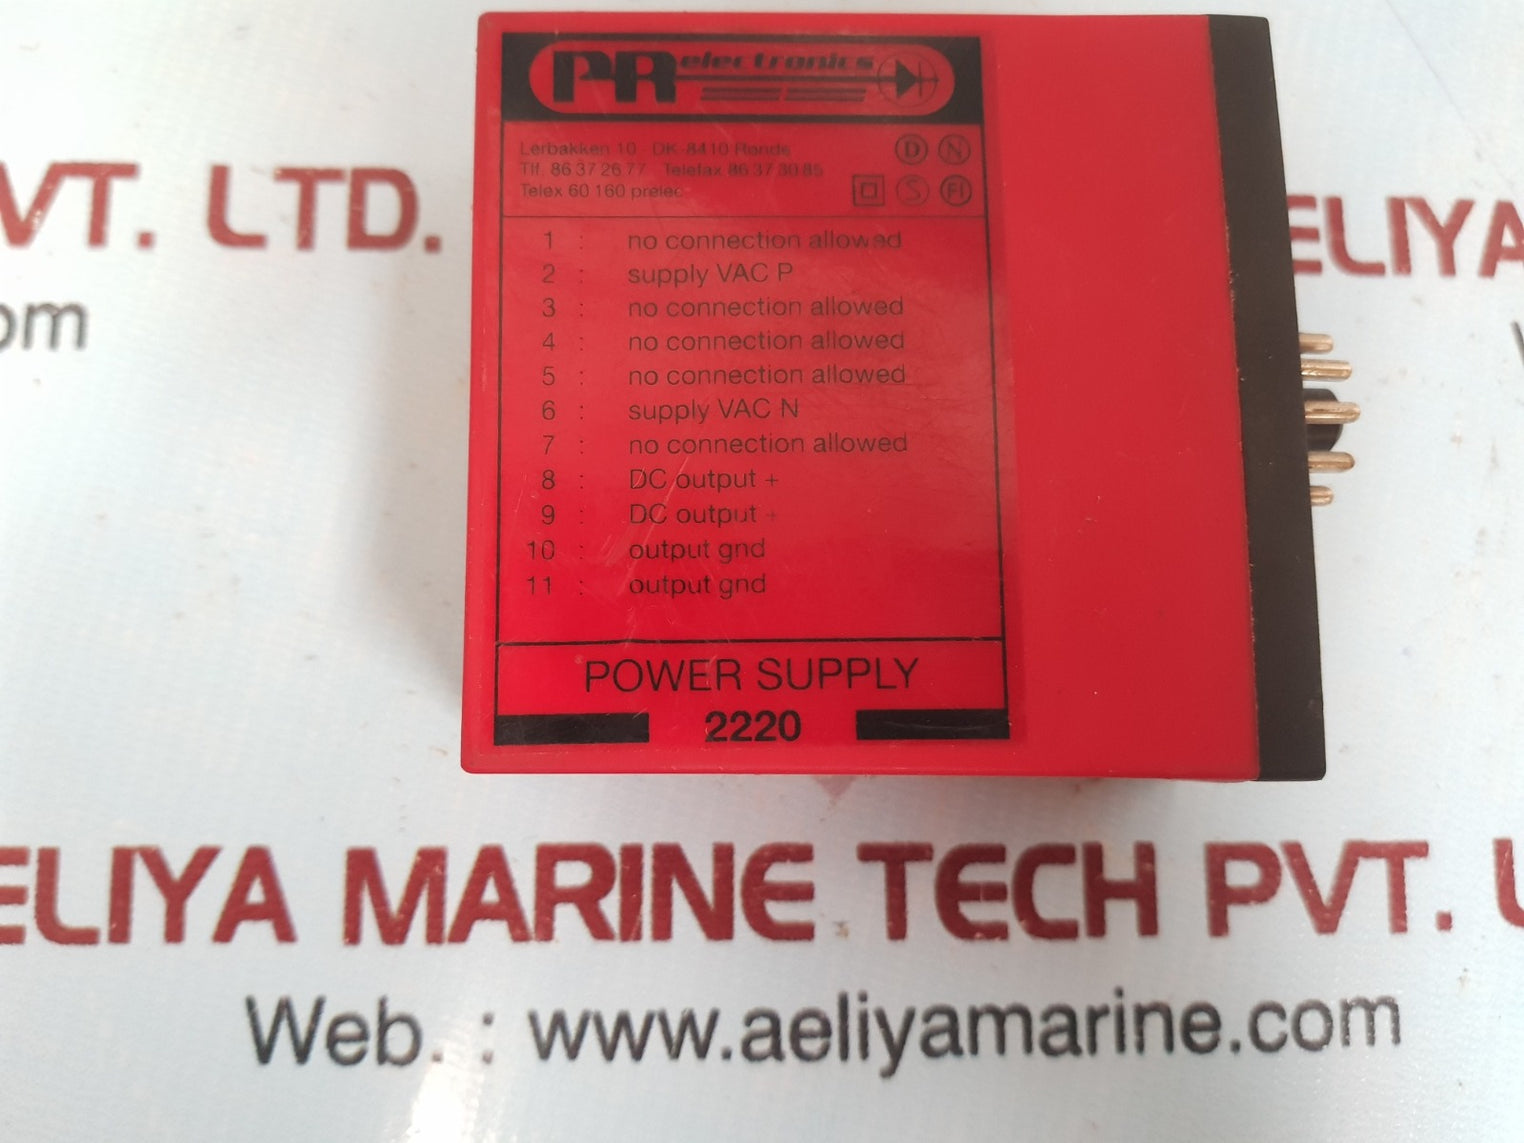 PR electronics
Lerbakken 10 · DK-8410 Rønde
Tlf. 86 37 26 77 Telefax 86 37 30 85
Telex 60 160 prelec
D N
S FI
1 : no connection allowed
2 : supply VAC P
3 : no connection allowed
4 : no connection allowed
5 : no connection allowed
6 : supply VAC N
7 : no connection allowed
8 : DC output +
9 : DC output +
10 : output gnd
11 : output gnd
POWER SUPPLY
2220
VT. LTD.
ELIYA
om
ELIYA MARINE TECH PVT. L
Web. : www.aeliyamarine.com